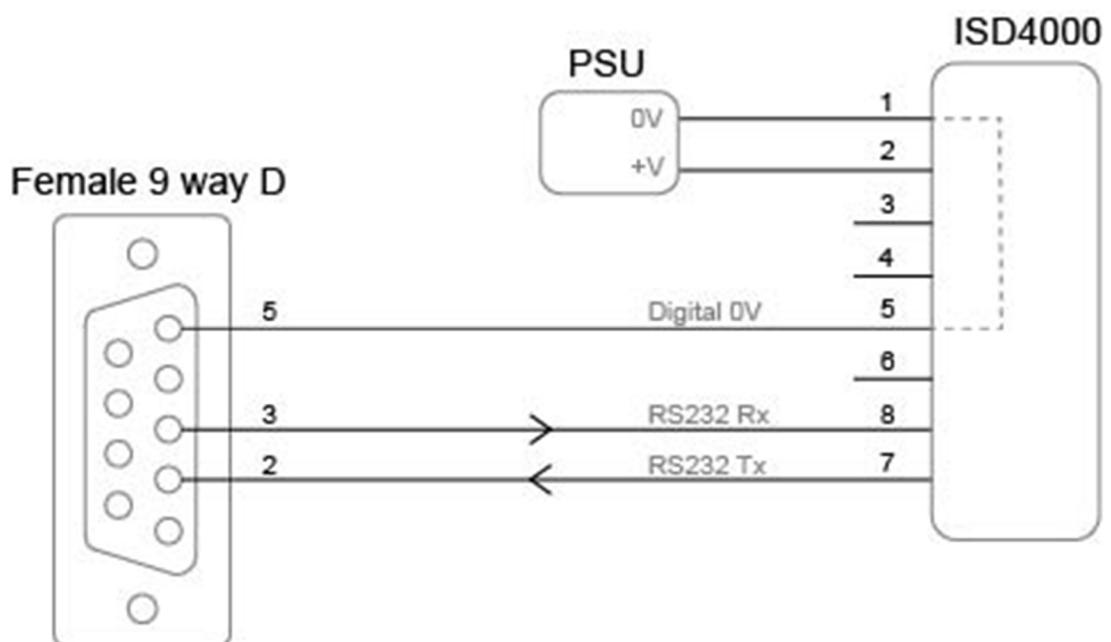 ISD4000
PSU
0V
1
+V
2
Female 9 way D
3
4
5
Digital 0V
5
6
3
RS232 Rx
8
2
RS232 Tx
7